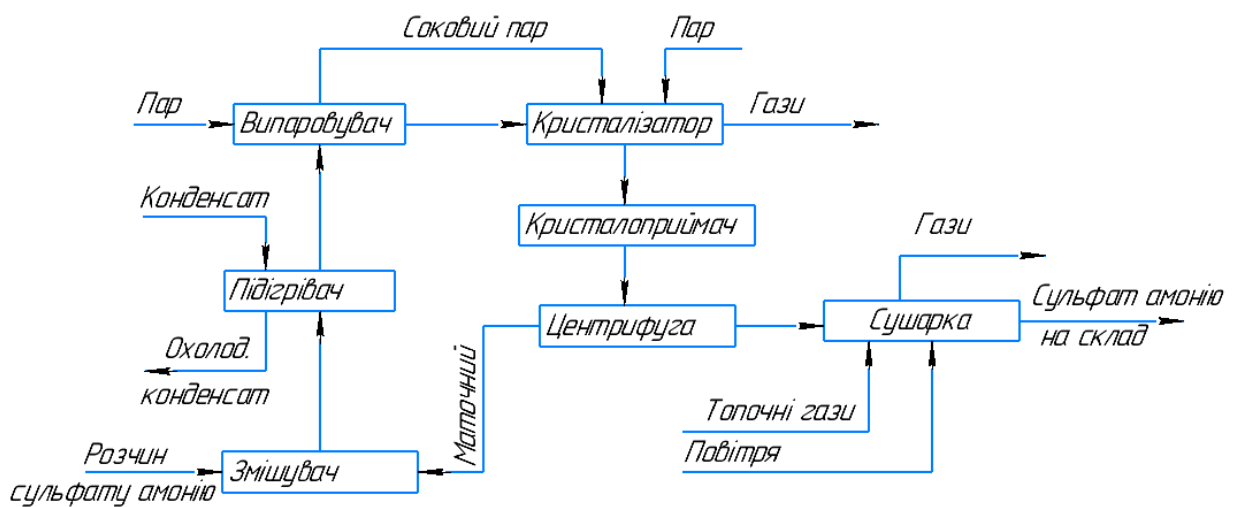 Соковий пар
Пар
Пар
Випаровувач
Кристалізатор
Гази
Конденсат
Кристалоприймач
Гази
Підігрівач
Сульфат амонію
на склад
Центрифуга
Сушарка
Охолод.
конденсат
Маточний
Топочні гази
Повітря
Розчин
сульфату амонію
Змішувач